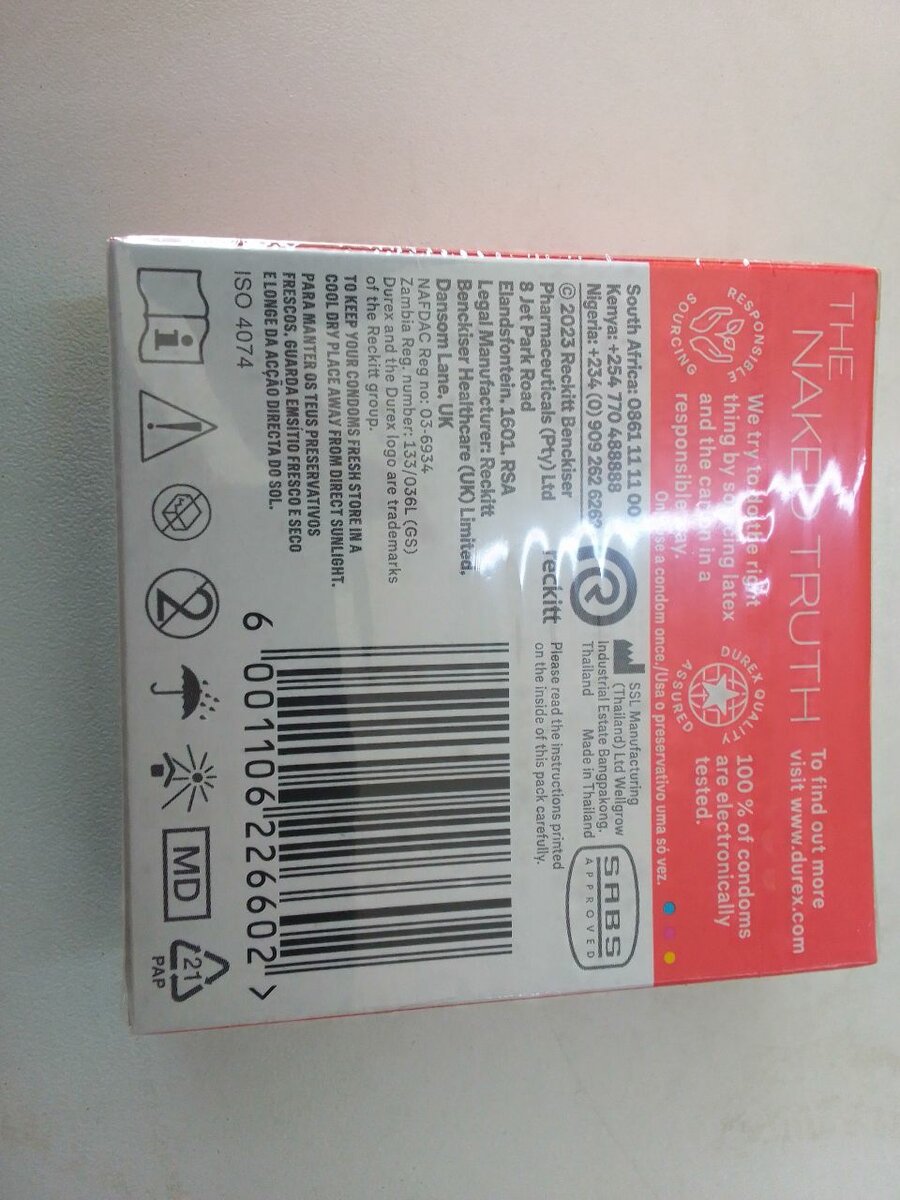 THE
NAKED TRUTH
To find out more
visit www.durex.com
RESPONSIBLE SOURCING
We try to do the right
thing by sourcing latex
and the carton in a
responsible way.
DUREX QUALITY ASSURED
100 % of condoms
are electronically
tested.
Only use a condom once./Usa o preservativo uma só vez.
South Africa: 0861 11 11 00
Kenya: +254 770 488888
Nigeria: +234 (0) 909 262 626
© 2023 Reckitt Benckiser
Pharmaceuticals (Pty) Ltd
8 Jet Park Road
Elandsfontein, 1601, RSA
Legal Manufacturer: Reckitt
Benckiser Healthcare (UK) Limited,
Dansom Lane, UK
NAFDAC Reg no: 03-6934
Zambia Reg. number: 133/036L (GS)
Durex and the Durex logo are trademarks
of the Reckitt group.
TO KEEP YOUR CONDOMS FRESH STORE IN A
COOL DRY PLACE AWAY FROM DIRECT SUNLIGHT.
PARA MANTER OS TEUS PRESERVATIVOS
FRESCOS, GUARDA EM SÍTIO FRESCO E SECO
E LONGE DA ACÇÃO DIRECTA DO SOL.
ISO 4074
reckitt
SSL Manufacturing
(Thailand) Ltd Wellgrow
Industrial Estate Bangpakong,
Thailand Made in Thailand
Please read the instructions printed
on the inside of this pack carefully.
SABS
APPROVED
6 001106 226602 >
i
2
MD
21
PAP